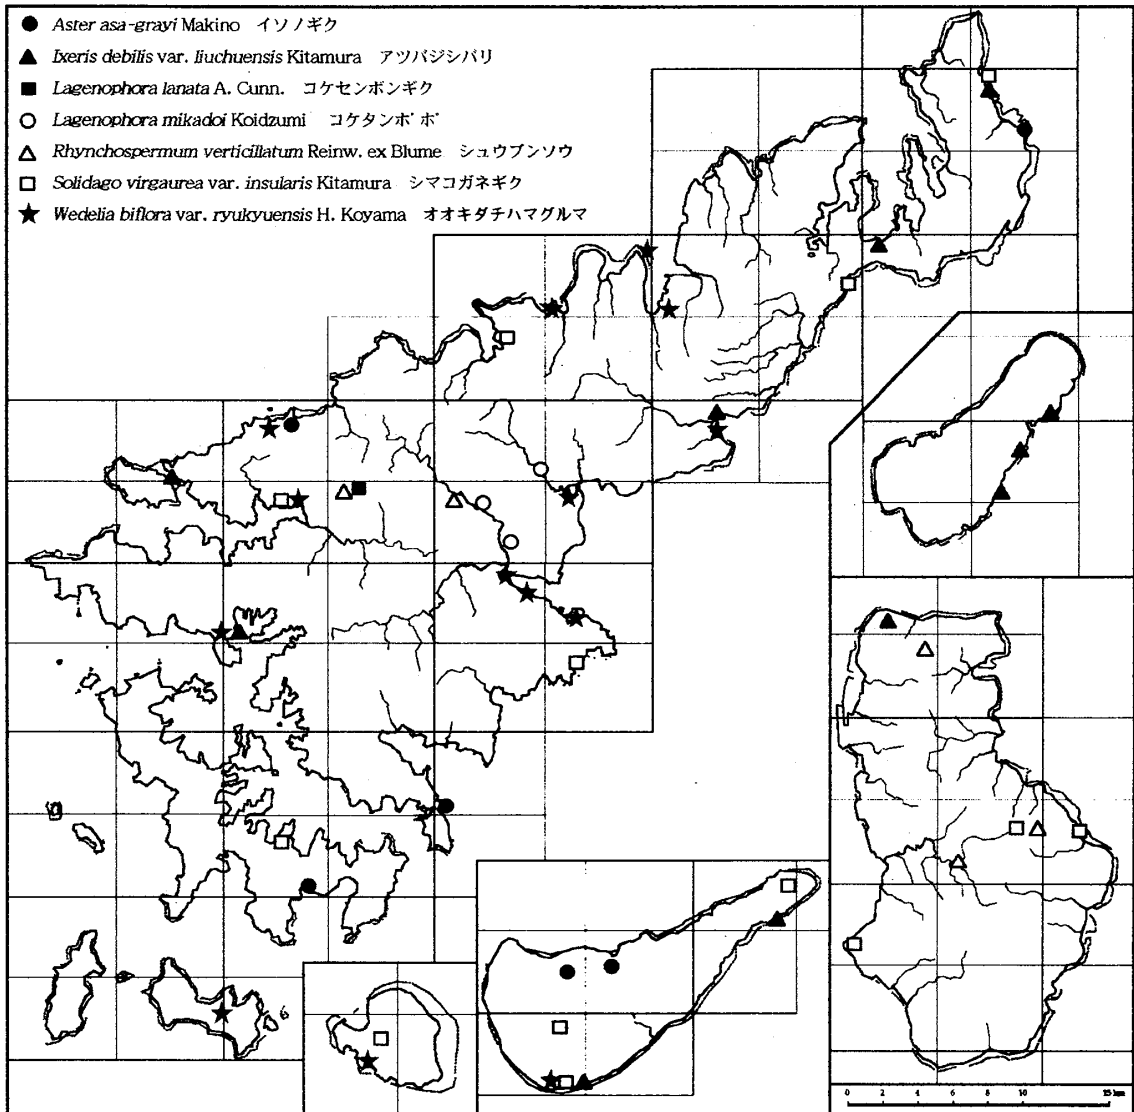 ● Aster asa-grayi Makino イソノギク
▲ Ixeris debilis var. liuchuensis Kitamura アツバジシバリ
■ Lagenophora lanata A. Cunn. コケセンボンギク
○ Lagenophora mikadoi Koidzumi コケタンポポ
△ Rhynchospermum verticillatum Reinw. ex Blume シュウブンソウ
□ Solidago virgaurea var. insularis Kitamura シマコガネギク
★ Wedelia biflora var. ryukyuensis H. Koyama オオキダチハマグルマ
0 2 4 6 8 10 15 km